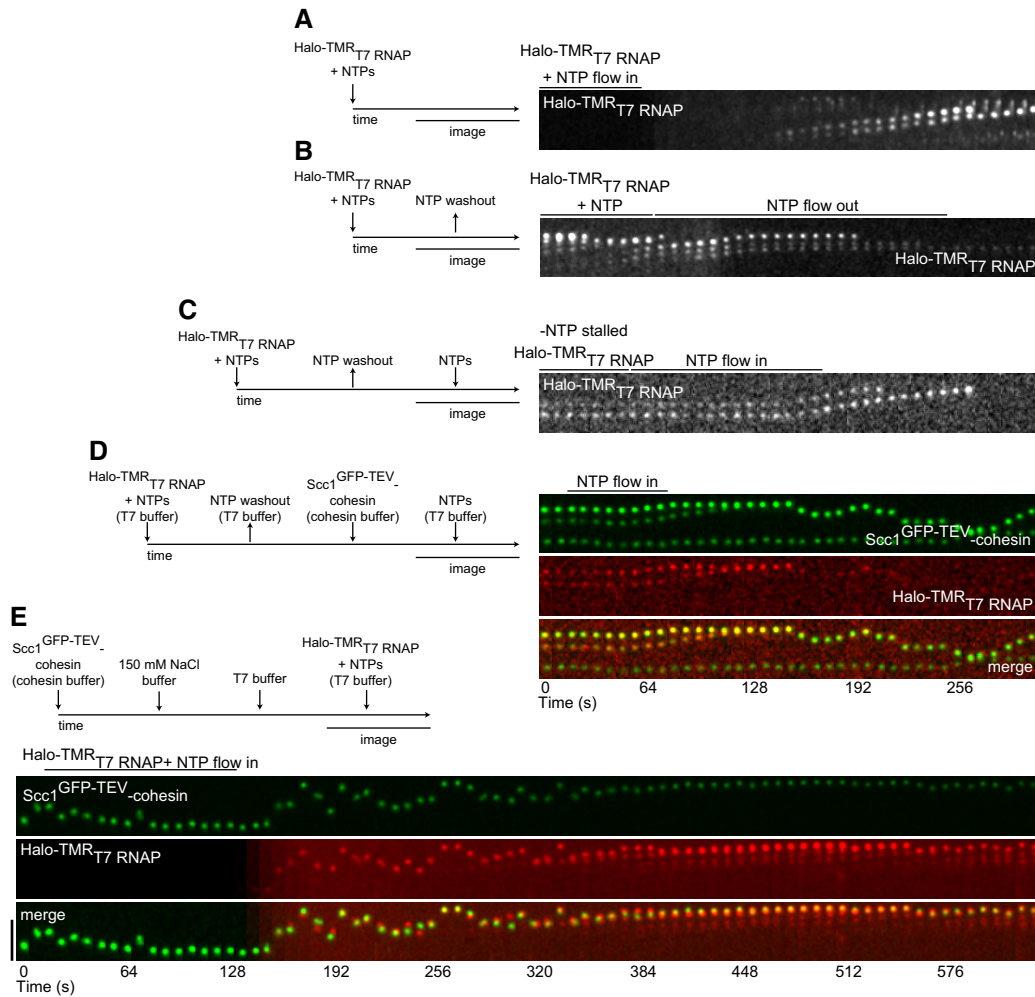 A
Halo-TMR T7 RNAP
+ NTPs
time
image
Halo-TMR T7 RNAP
+ NTP flow in
Halo-TMR T7 RNAP
B
Halo-TMR T7 RNAP
+ NTPs
NTP washout
time
image
Halo-TMR T7 RNAP
+ NTP
NTP flow out
Halo-TMR T7 RNAP
C
Halo-TMR T7 RNAP
+ NTPs
NTP washout
NTPs
time
image
-NTP stalled
Halo-TMR T7 RNAP
NTP flow in
Halo-TMR T7 RNAP
D
Halo-TMR T7 RNAP
+ NTPs
(T7 buffer)
NTP washout
(T7 buffer)
Scc1GFP-TEV-
cohesin
(cohesin buffer)
NTPs
(T7 buffer)
time
image
NTP flow in
Scc1GFP-TEV-cohesin
Halo-TMR T7 RNAP
merge
0 64 128 192 256
Time (s)
E
Scc1GFP-TEV-
cohesin
(cohesin buffer)
150 mM NaCl
buffer
T7 buffer
Halo-TMR T7 RNAP
+ NTPs
(T7 buffer)
time
image
Halo-TMR T7 RNAP+ NTP flow in
Scc1GFP-TEV-cohesin
Halo-TMR T7 RNAP
merge
0 64 128 192 256 320 384 448 512 576
Time (s)